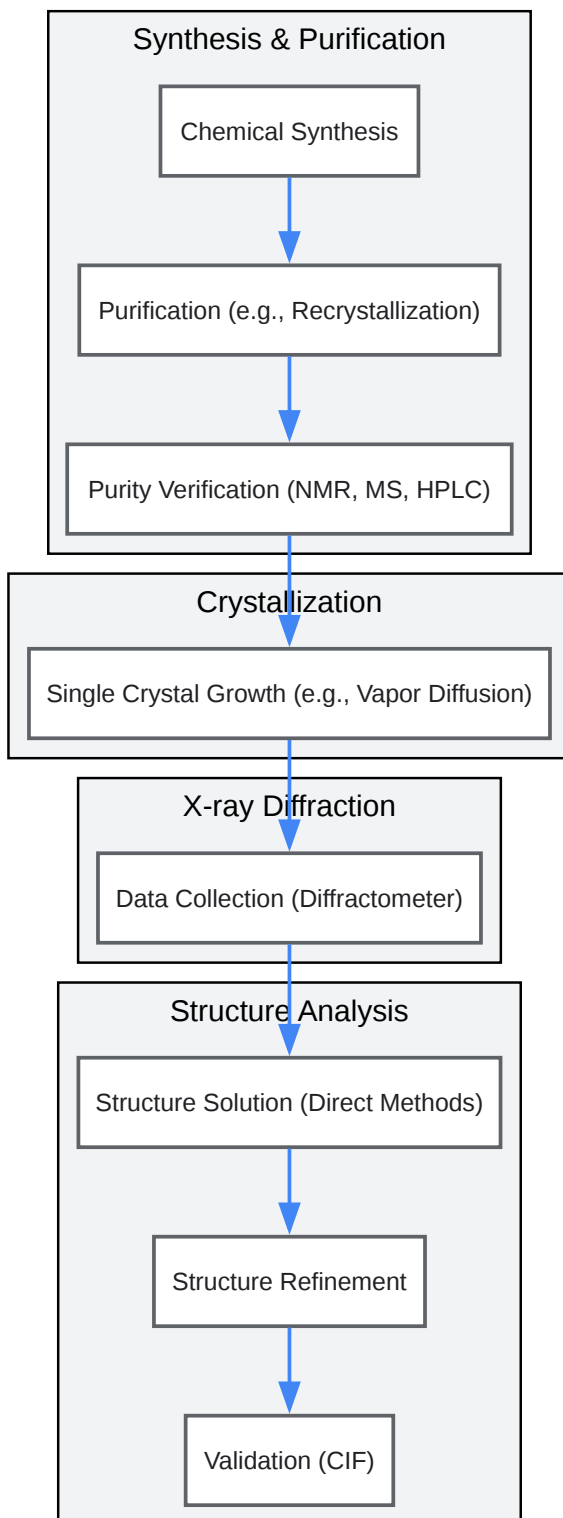 Synthesis & Purification
Chemical Synthesis
Purification (e.g., Recrystallization)
Purity Verification (NMR, MS, HPLC)
Crystallization
Single Crystal Growth (e.g., Vapor Diffusion)
X-ray Diffraction
Data Collection (Diffractometer)
Structure Analysis
Structure Solution (Direct Methods)
Structure Refinement
Validation (CIF)